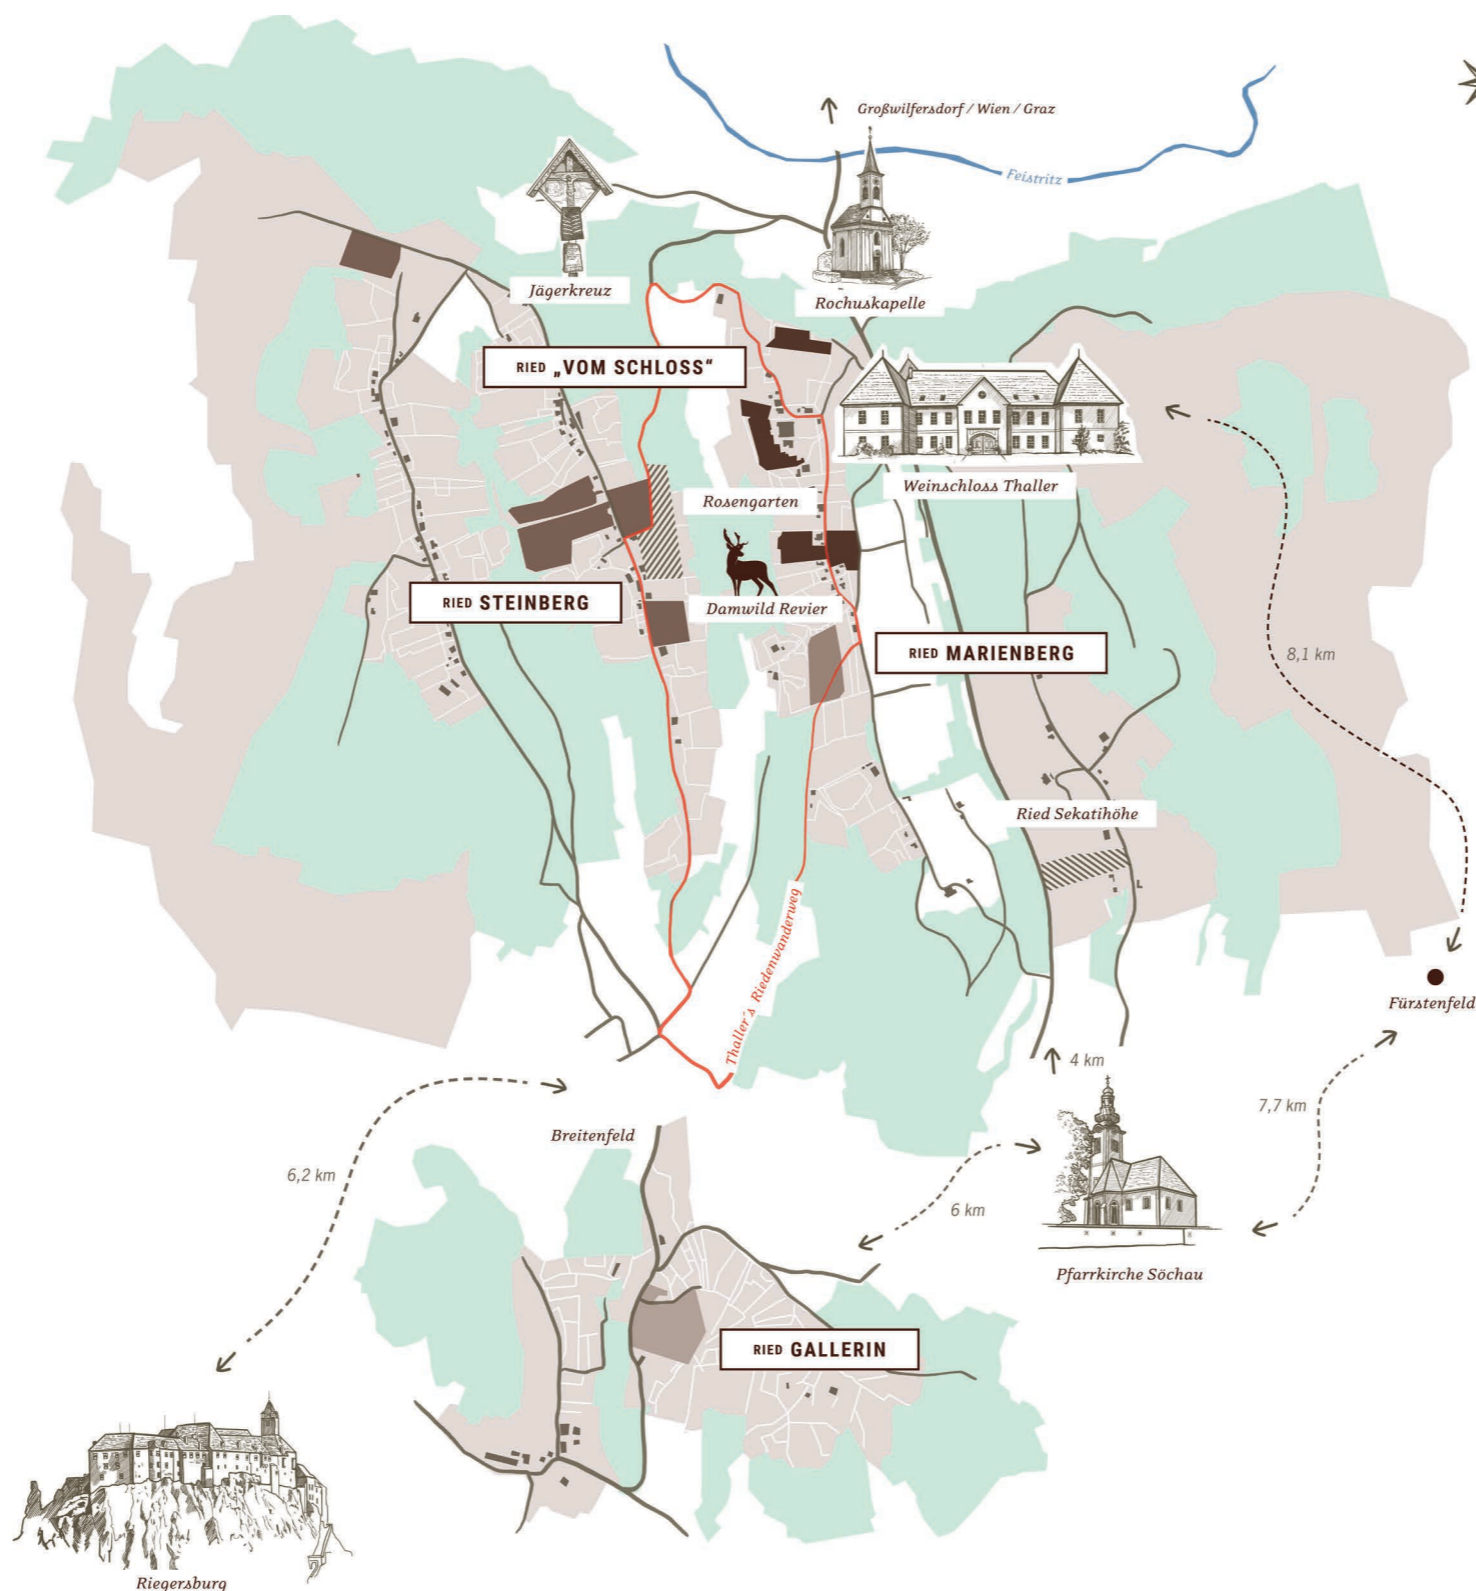 Großwilfersdorf / Wien / Graz
Feistritz
Jägerkreuz
Rochuskapelle
RIED „VOM SCHLOSS“
Weinschloss Thaller
Rosengarten
RIED STEINBERG
Damwild Revier
RIED MARIENBERG
8,1 km
Ried Sekatihöhe
Thaller´s Riedenwanderweg
Fürstenfeld
4 km
7,7 km
Breitenfeld
6,2 km
6 km
Pfarrkirche Söchau
RIED GALLERIN
Riegersburg